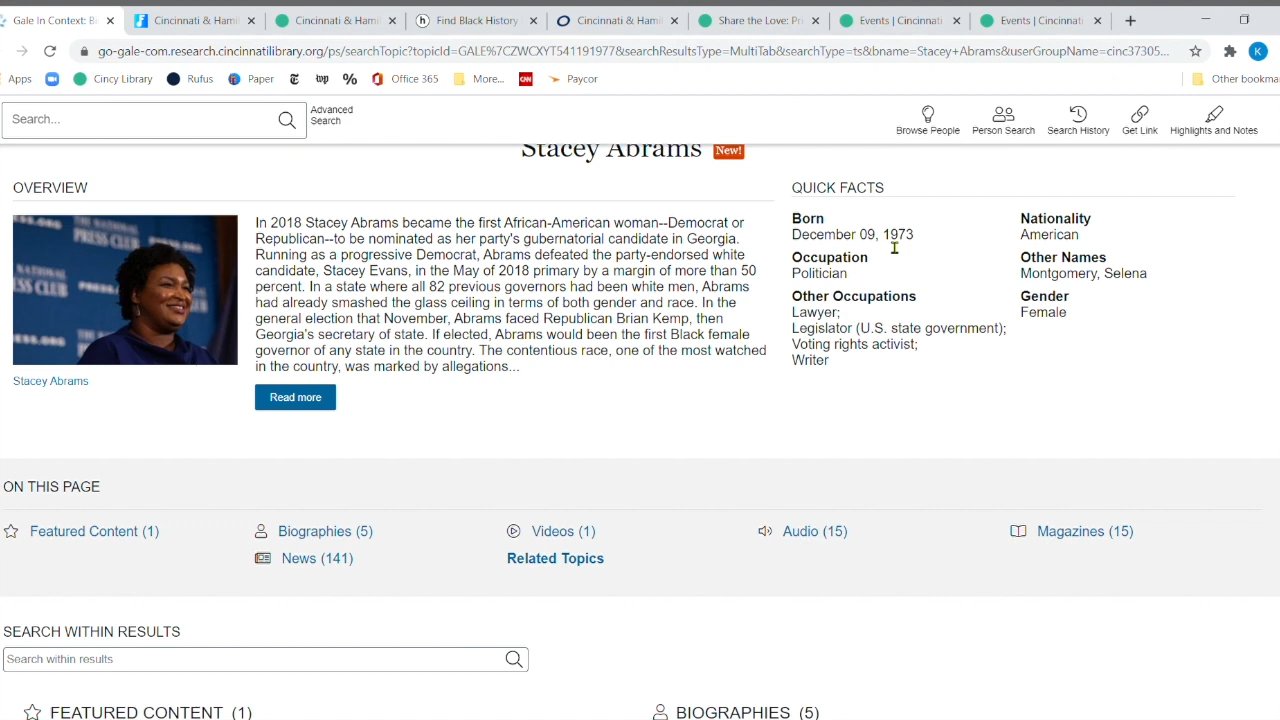 Gale In Context: Bi
Cincinnati & Hamil
Cincinnati & Hamil
Find Black History
Cincinnati & Hamil
Share the Love: Pr
Events | Cincinnati
Events | Cincinnati
go-gale-com.research.cincinnatilibrary.org/ps/searchTopic?topicId=GALE%7CZWCXYT541191977&searchResultsType=MultiTab&searchType=ts&bname=Stacey+Abrams&userGroupName=cinc37305...
K
Apps Cincy Library Rufus Paper wp % Office 365 More... CNN Paycor Other bookma
Search...
Advanced
Search
Browse People Person Search Search History Get Link Highlights and Notes
Stacey Abrams New!
OVERVIEW
In 2018 Stacey Abrams became the first African-American woman--Democrat or
Republican--to be nominated as her party's gubernatorial candidate in Georgia.
Running as a progressive Democrat, Abrams defeated the party-endorsed white
candidate, Stacey Evans, in the May of 2018 primary by a margin of more than 50
percent. In a state where all 82 previous governors had been white men, Abrams
had already smashed the glass ceiling in terms of both gender and race. In the
general election that November, Abrams faced Republican Brian Kemp, then
Georgia's secretary of state. If elected, Abrams would been the first Black female
governor of any state in the country. The contentious race, one of the most watched
in the country, was marked by allegations...
THE NATIONAL
PRESS CLUB
Stacey Abrams
Read more
QUICK FACTS
Born
December 09, 1973
Occupation
Politician
Other Occupations
Lawyer;
Legislator (U.S. state government);
Voting rights activist;
Writer
Nationality
American
Other Names
Montgomery, Selena
Gender
Female
ON THIS PAGE
Featured Content (1) Biographies (5) Videos (1) Audio (15) Magazines (15)
News (141) Related Topics
SEARCH WITHIN RESULTS
Search within results
FEATURED CONTENT (1) BIOGRAPHIES (5)